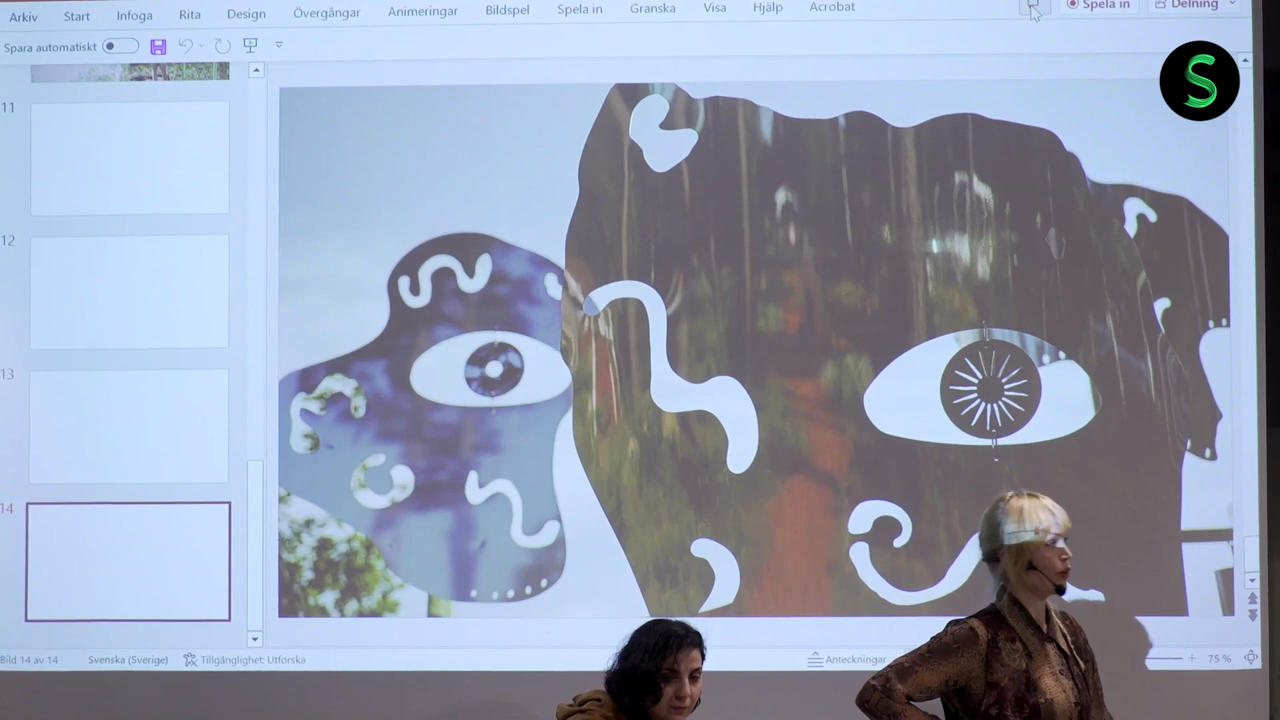 Arkiv Start Infoga Rita Design Övergångar Animeringar Bildspel Spela in Granska Visa Hjälp Acrobat Spela in Delning
Spara automatiskt
S
11
12
13
14
Bild 14 av 14 Svenska (Sverige) Tillgänglighet: Utforska Anteckningar 75 %